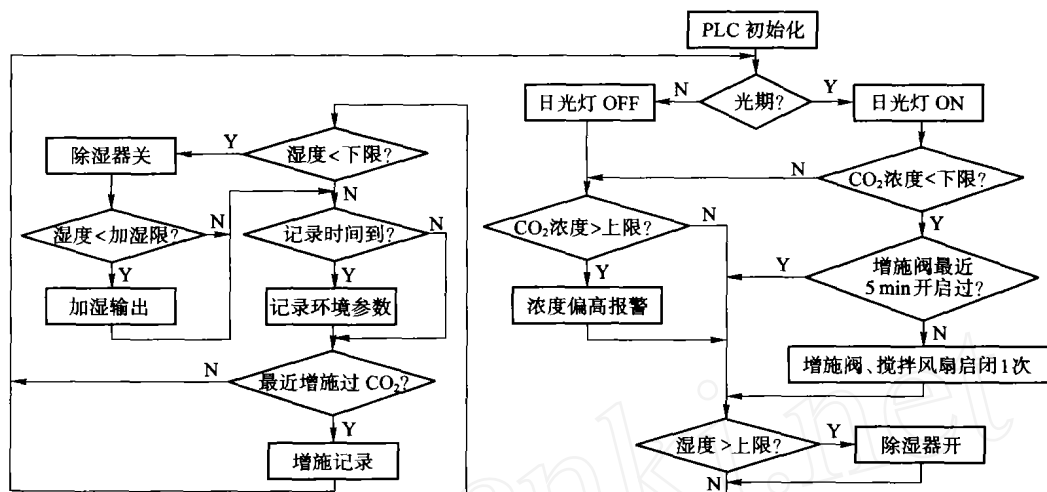 PLC 初始化
光期?
N
Y
日光灯 OFF
日光灯 ON
CO₂浓度<下限?
N
Y
CO₂浓度>上限?
N
Y
增施阀最近
5 min开启过?
Y
N
浓度偏高报警
增施阀、搅拌风扇启闭1次
湿度>上限?
Y
除湿器开
N
湿度<下限?
Y
N
除湿器关
湿度<加湿限?
N
Y
加湿输出
记录时间到?
N
Y
记录环境参数
最近增施过 CO₂?
N
Y
增施记录